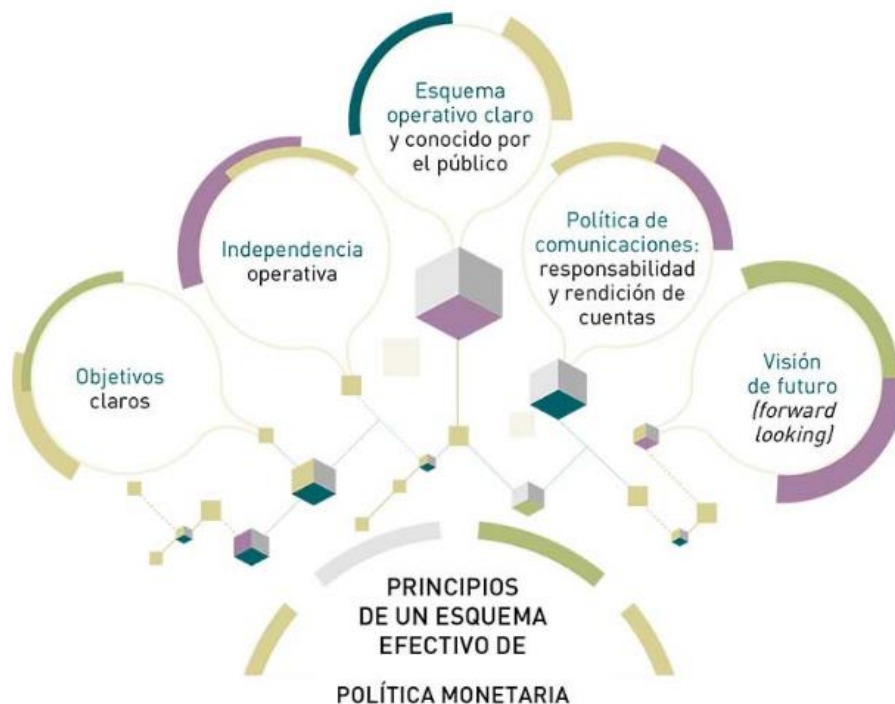 Esquema
operativo claro
y conocido por
el público
Independencia
operativa
Política de
comunicaciones:
responsabilidad
y rendición de
cuentas
Objetivos
claros
Visión
de futuro
(forward
looking)
PRINCIPIOS
DE UN ESQUEMA
EFECTIVO DE
POLÍTICA MONETARIA